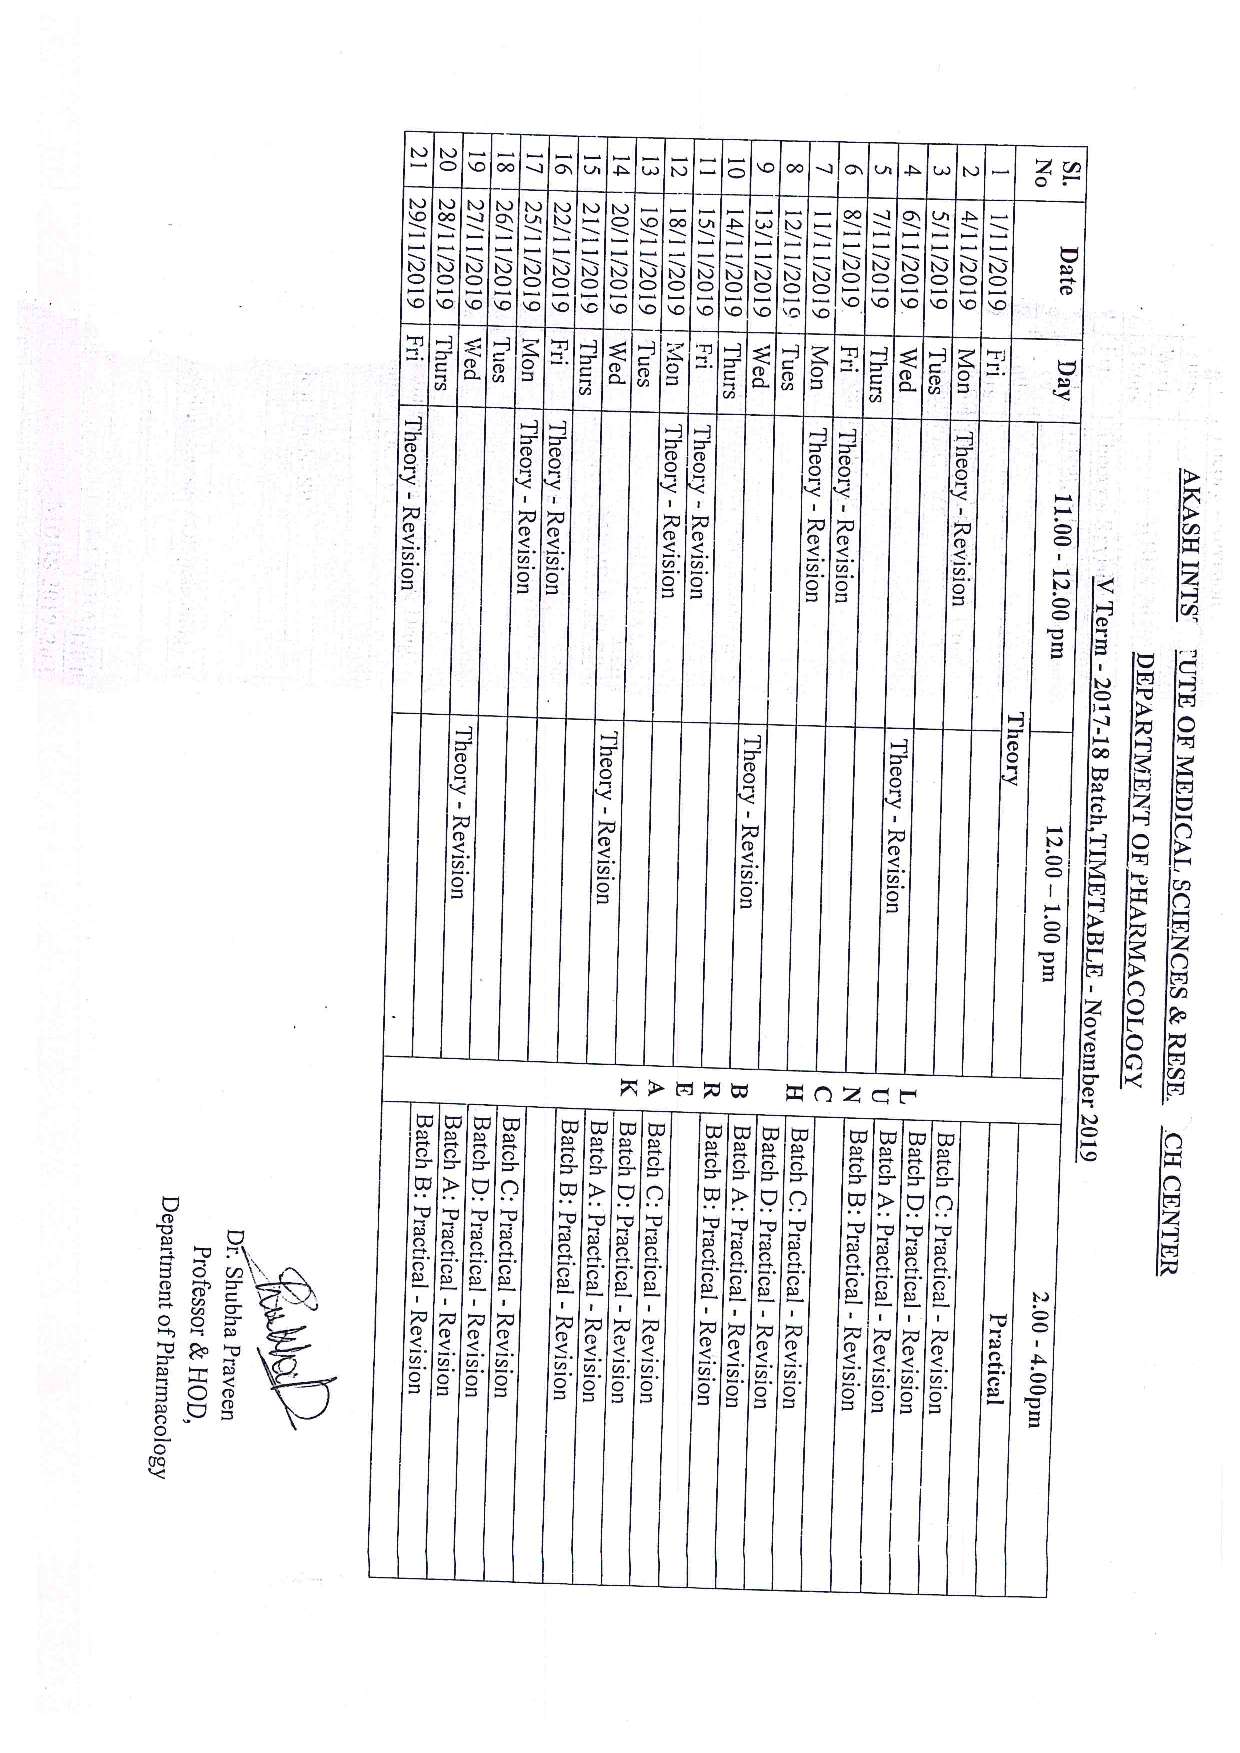 AKASH INTS TUTE OF MEDICAL SCIENCES & RESE CH CENTER
DEPARTMENT OF PHARMACOLOGY
V Term - 2017-18 Batch,TIMETABLE - November 2019
Sl. No Date Day 11.00 - 12.00 pm 12.00 – 1.00 pm 2.00 - 4.00pm
Theory Practical
1 1/11/2019 Fri
2 4/11/2019 Mon Theory - Revision
3 5/11/2019 Tues Batch C: Practical - Revision
4 6/11/2019 Wed Theory - Revision L Batch D: Practical - Revision
5 7/11/2019 Thurs U Batch A: Practical - Revision
6 8/11/2019 Fri Theory - Revision N Batch B: Practical - Revision
7 11/11/2019 Mon Theory - Revision C
8 12/11/2019 Tues H Batch C: Practical - Revision
9 13/11/2019 Wed Theory - Revision Batch D: Practical - Revision
10 14/11/2019 Thurs B Batch A: Practical - Revision
11 15/11/2019 Fri Theory - Revision R Batch B: Practical - Revision
12 18/11/2019 Mon Theory - Revision E
13 19/11/2019 Tues A Batch C: Practical - Revision
14 20/11/2019 Wed Theory - Revision K Batch D: Practical - Revision
15 21/11/2019 Thurs Batch A: Practical - Revision
16 22/11/2019 Fri Theory - Revision Batch B: Practical - Revision
17 25/11/2019 Mon Theory - Revision
18 26/11/2019 Tues Batch C: Practical - Revision
19 27/11/2019 Wed Theory - Revision Batch D: Practical - Revision
20 28/11/2019 Thurs Batch A: Practical - Revision
21 29/11/2019 Fri Theory - Revision Batch B: Practical - Revision
Dr. Shubha Praveen
Professor & HOD,
Department of Pharmacology